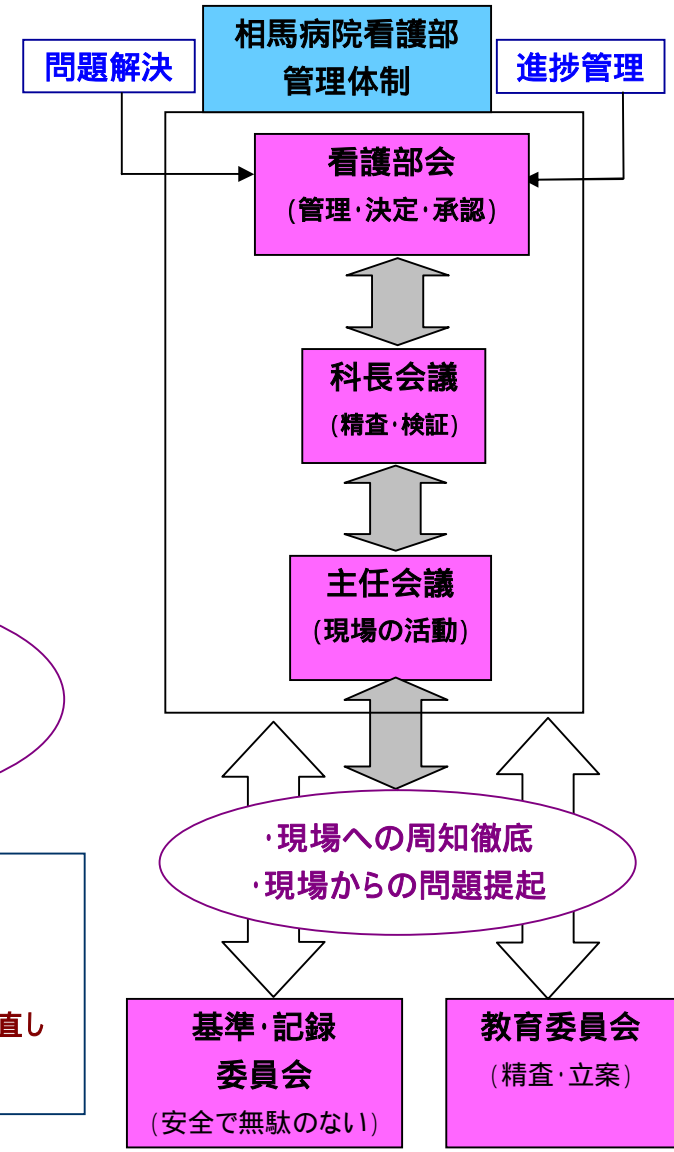 相馬病院看護部
管理体制
問題解決
進捗管理
看護部会
(管理･決定･承認)
科長会議
(精査･検証)
主任会議
(現場の活動)
･現場への周知徹底
･現場からの問題提起
直し
基準･記録
委員会
(安全で無駄のない)
教育委員会
(精査･立案)